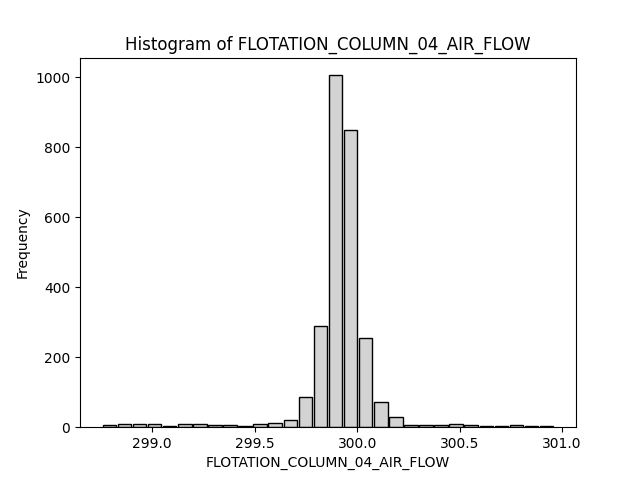 Histogram of FLOTATION_COLUMN_04_AIR_FLOW
1000
800
600
400
200
0
Frequency
299.0 299.5 300.0 300.5 301.0
FLOTATION_COLUMN_04_AIR_FLOW